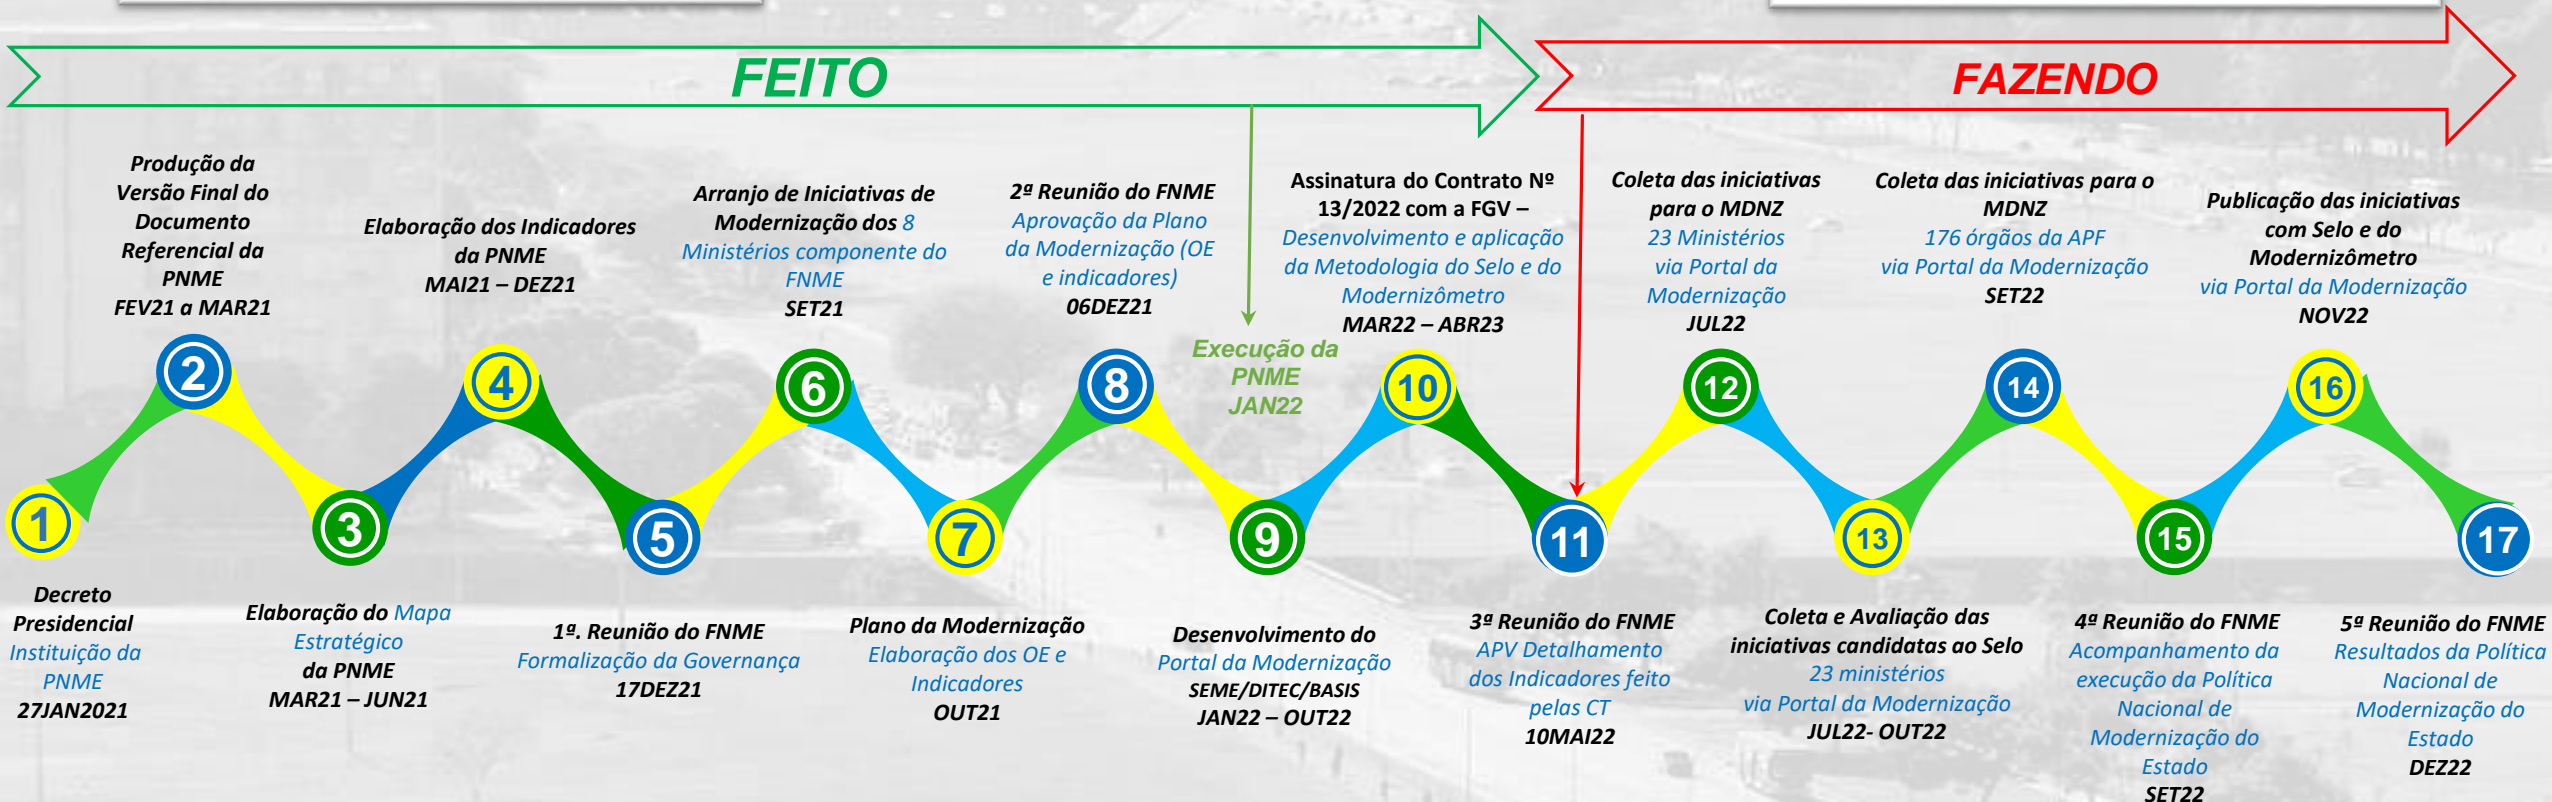 FEITO
FAZENDO
1
Decreto
Presidencial
Instituição da
PNME
27JAN2021
Produção da
Versão Final do
Documento
Referencial da
PNME
FEV21 a MAR21
2
3
Elaboração do Mapa
Estratégico
da PNME
MAR21 – JUN21
Elaboração dos Indicadores
da PNME
MAI21 – DEZ21
4
5
1ª. Reunião do FNME
Formalização da Governança
17DEZ21
Arranjo de Iniciativas de
Modernização dos 8
Ministérios componente do
FNME
SET21
6
7
Plano da Modernização
Elaboração dos OE e
Indicadores
OUT21
2ª Reunião do FNME
Aprovação da Plano
da Modernização (OE
e indicadores)
06DEZ21
8
Execução da
PNME
JAN22
9
Desenvolvimento do
Portal da Modernização
SEME/DITEC/BASIS
JAN22 – OUT22
Assinatura do Contrato Nº
13/2022 com a FGV –
Desenvolvimento e aplicação
da Metodologia do Selo e do
Modernizômetro
MAR22 – ABR23
10
11
3ª Reunião do FNME
APV Detalhamento
dos Indicadores feito
pelas CT
10MAI22
Coleta das iniciativas
para o MDNZ
23 Ministérios
via Portal da
Modernização
JUL22
12
13
Coleta e Avaliação das
iniciativas candidatas ao Selo
23 ministérios
via Portal da Modernização
JUL22- OUT22
Coleta das iniciativas para o
MDNZ
176 órgãos da APF
via Portal da Modernização
SET22
14
15
4ª Reunião do FNME
Acompanhamento da
execução da Política
Nacional de
Modernização do
Estado
SET22
Publicação das iniciativas
com Selo e do
Modernizômetro
via Portal da Modernização
NOV22
16
17
5ª Reunião do FNME
Resultados da Política
Nacional de
Modernização do
Estado
DEZ22